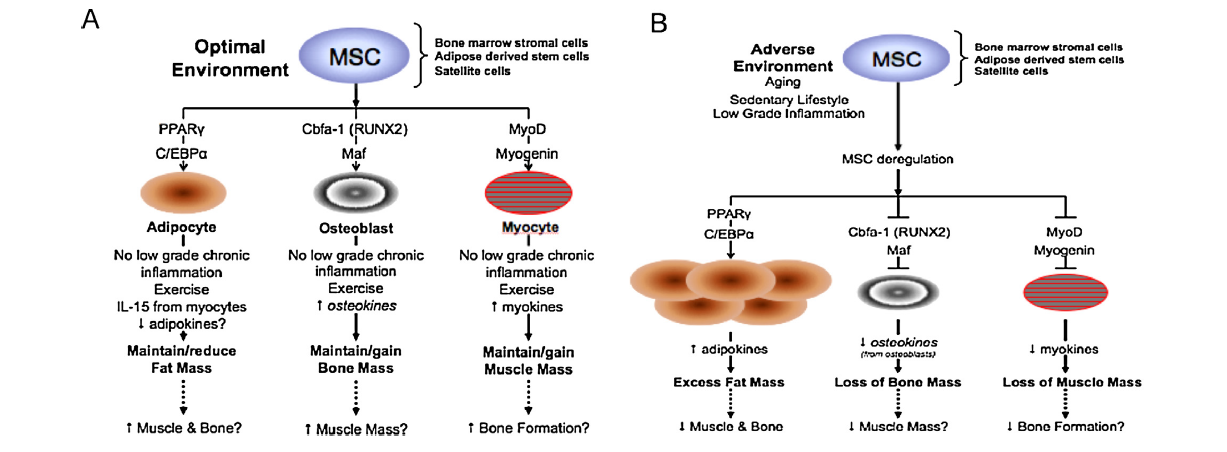 A
Optimal
Environment
MSC
Bone marrow stromal cells
Adipose derived stem cells
Satellite cells
PPARγ
C/EBPα
Adipocyte
No low grade chronic
inflammation
Exercise
IL-15 from myocytes
↓ adipokines?
Maintain/reduce
Fat Mass
↑ Muscle & Bone?
Cbfa-1 (RUNX2)
Maf
Osteoblast
No low grade chronic
inflammation
Exercise
↑ osteokines
Maintain/gain
Bone Mass
↑ Muscle Mass?
MyoD
Myogenin
Myocyte
No low grade chronic
inflammation
Exercise
↑ myokines
Maintain/gain
Muscle Mass
↑ Bone Formation?
B
Adverse
Environment
Aging
Sedentary Lifestyle
Low Grade Inflammation
MSC
Bone marrow stromal cells
Adipose derived stem cells
Satellite cells
MSC deregulation
PPARγ
C/EBPα
↑ adipokines
Excess Fat Mass
↓ Muscle & Bone
Cbfa-1 (RUNX2)
Maf
↓ osteokines
(from osteoblasts)
Loss of Bone Mass
↓ Muscle Mass?
MyoD
Myogenin
↓ myokines
Loss of Muscle Mass
↓ Bone Formation?